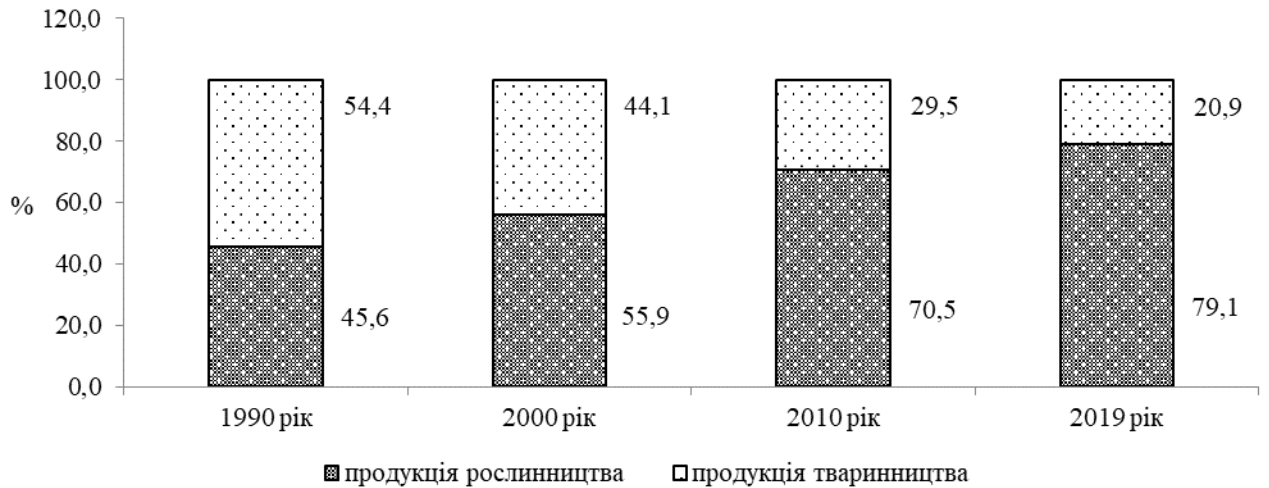 120,0
100,0
80,0
60,0
40,0
20,0
0,0
%
54,4
44,1
29,5
20,9
45,6
55,9
70,5
79,1
1990 рік
2000 рік
2010 рік
2019 рік
продукція рослинництва
продукція тваринництва